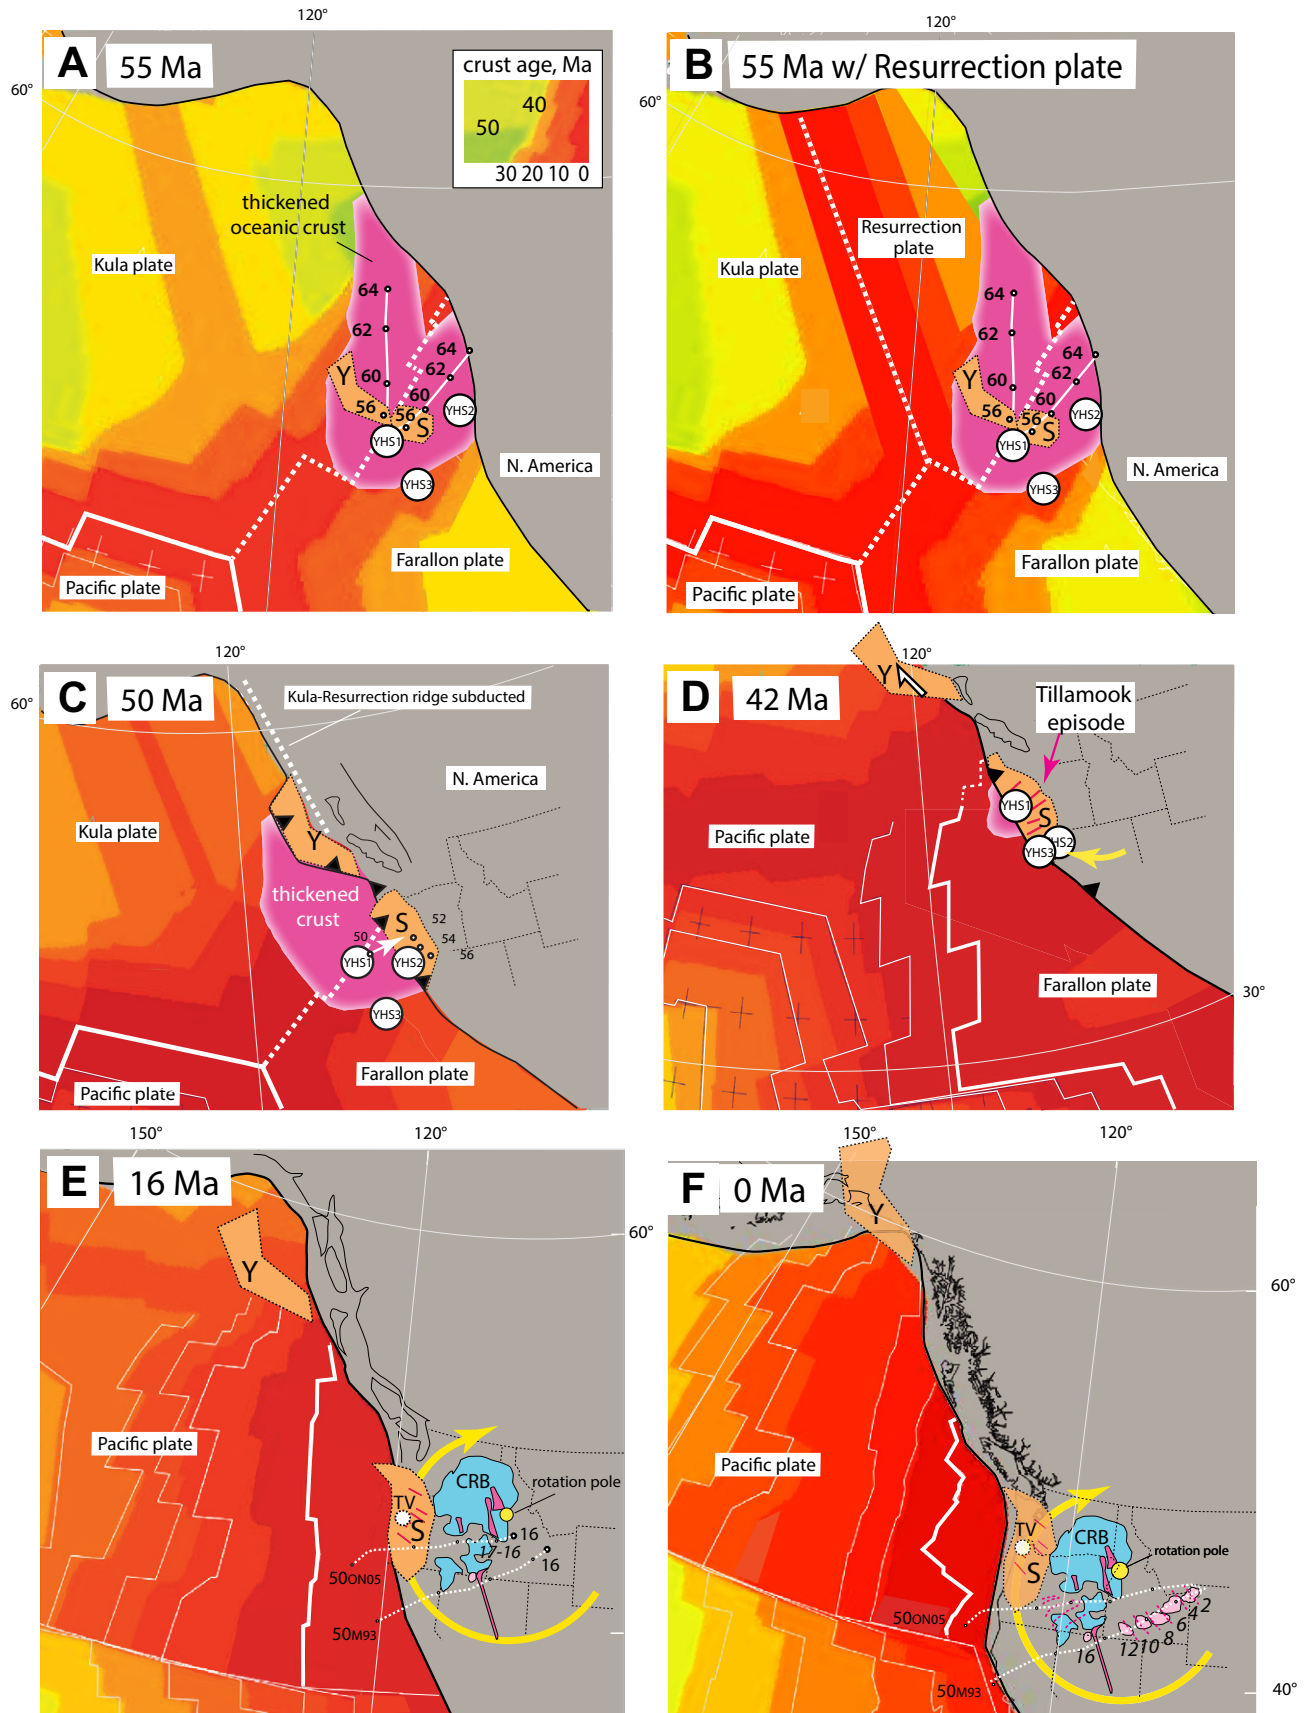 120°
A
55 Ma
crust age, Ma
40
50
30 20 10 0
60°
thickened
oceanic crust
Kula plate
64
62
60
56
64
62
60
56
Y
S
YHS1
YHS2
YHS3
N. America
Farallon plate
Pacific plate
120°
B
55 Ma w/ Resurrection plate
60°
Resurrection
plate
Kula plate
64
62
60
56
64
62
60
56
Y
S
YHS1
YHS2
YHS3
N. America
Farallon plate
Pacific plate
120°
C
50 Ma
60°
Kula-Resurrection ridge subducted
N. America
Kula plate
Y
thickened
crust
S
52
54
56
50
YHS1
YHS2
YHS3
Farallon plate
Pacific plate
120°
D
42 Ma
Y
Tillamook
episode
Pacific plate
YHS1
S
HS2
YHS3
Farallon plate
30°
150°
120°
E
16 Ma
60°
Y
Pacific plate
CRB
rotation pole
TV
S
16
17-16
16
50ON05
50M93
150°
120°
F
0 Ma
Y
60°
Pacific plate
TV
CRB
rotation pole
S
50ON05
2
4
6
8
10
12
16
50M93
40°